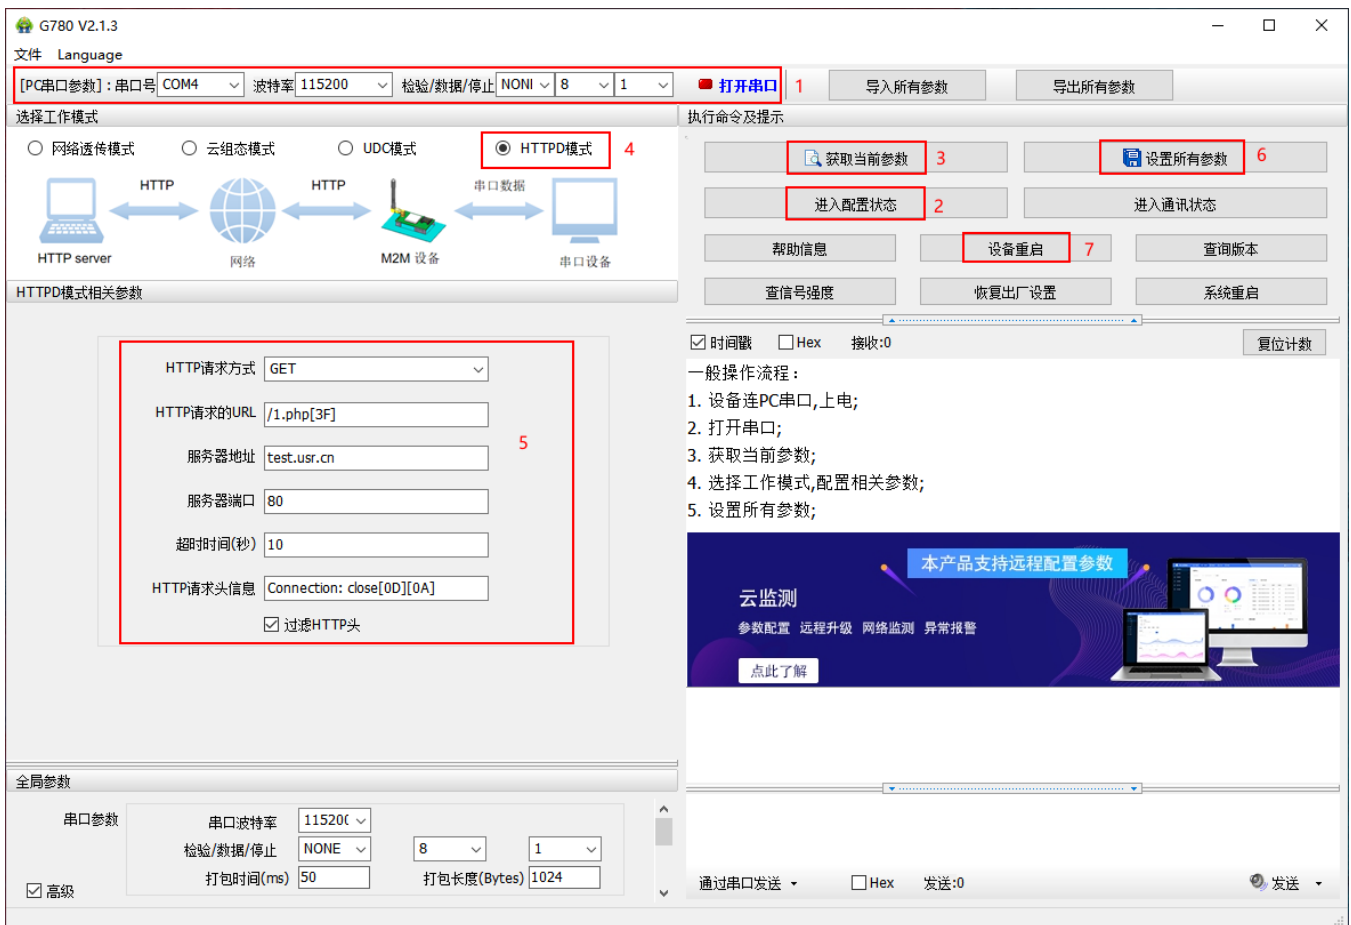 G780 V2.1.3
文件 Language
[PC串口参数]：串口号 COM4 波特率 115200 检验/数据/停止 NONI 8 1 打开串口 1 导入所有参数 导出所有参数
选择工作模式
网络透传模式 云组态模式 UDC模式 HTTPD模式 4
HTTP HTTP 串口数据
HTTP server 网络 M2M 设备 串口设备
HTTPD模式相关参数
HTTP请求方式 GET
HTTP请求的URL /1.php[3F]
服务器地址 test.usr.cn
5
服务器端口 80
超时时间(秒) 10
HTTP请求头信息 Connection: close[0D][0A]
过滤HTTP头
全局参数
串口参数 串口波特率 11520(
检验/数据/停止 NONE 8 1
打包时间(ms) 50 打包长度(Bytes) 1024
高级
执行命令及提示
获取当前参数 3 设置所有参数 6
进入配置状态 2 进入通讯状态
帮助信息 设备重启 7 查询版本
查信号强度 恢复出厂设置 系统重启
时间戳 Hex 接收:0 复位计数
一般操作流程：
1. 设备连PC串口,上电;
2. 打开串口;
3. 获取当前参数;
4. 选择工作模式,配置相关参数;
5. 设置所有参数;
本产品支持远程配置参数
云监测
参数配置 远程升级 网络监测 异常报警
点此了解
通过串口发送 Hex 发送:0 发送